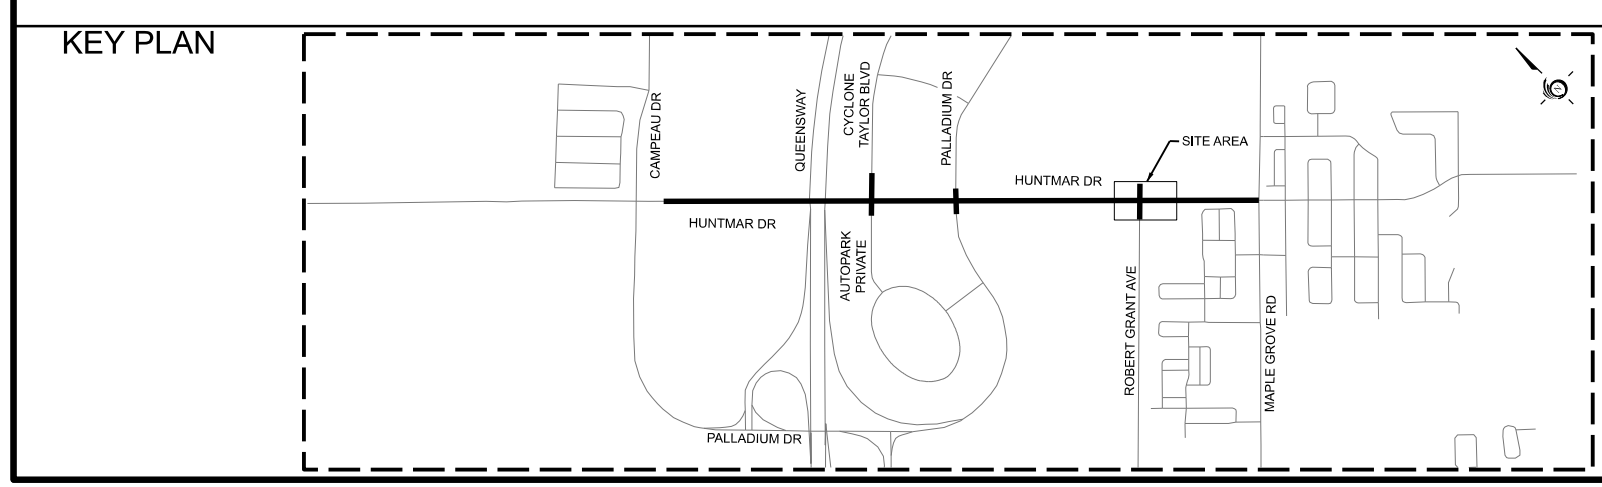 KEY PLAN
CAMPEAU DR
QUEENSWAY
CYCLONE
TAYLOR BLVD
PALLADIUM DR
SITE AREA
HUNTMAR DR
HUNTMAR DR
AUTOPARK
PRIVATE
ROBERT GRANT AVE
MAPLE GROVE RD
PALLADIUM DR
N